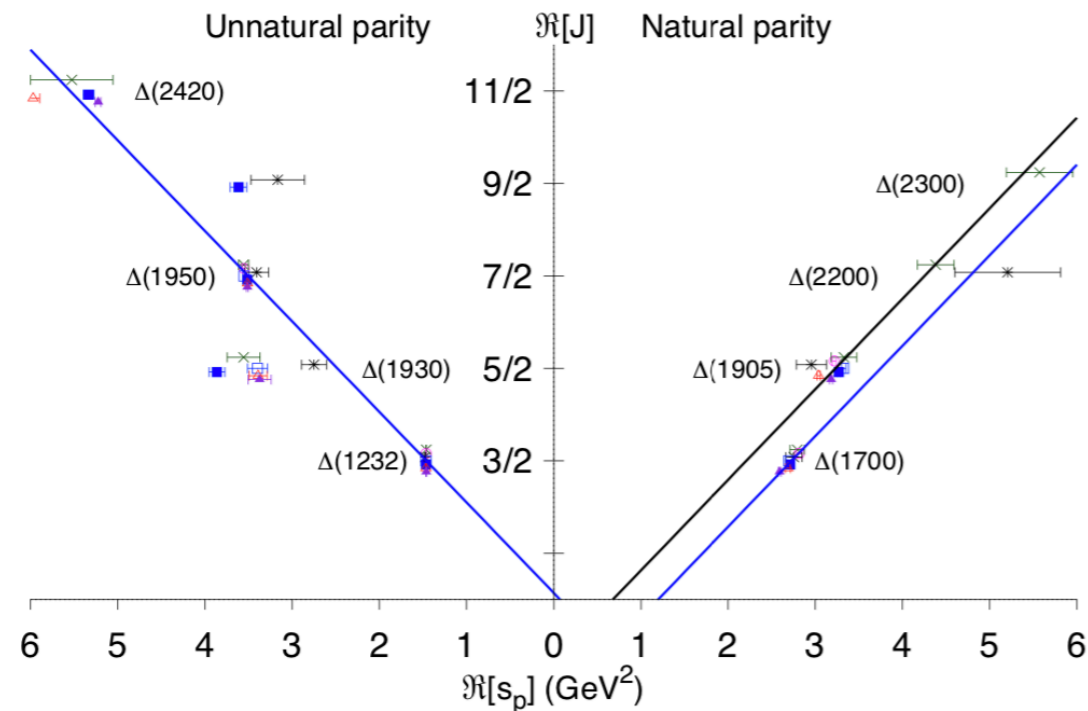 Unnatural parity ℜ[J] Natural parity
Δ(2420) 11/2
9/2 Δ(2300)
Δ(1950) 7/2 Δ(2200)
Δ(1930) 5/2 Δ(1905)
Δ(1232) 3/2 Δ(1700)
6 5 4 3 2 1 0 1 2 3 4 5 6
ℜ[s_p] (GeV²)